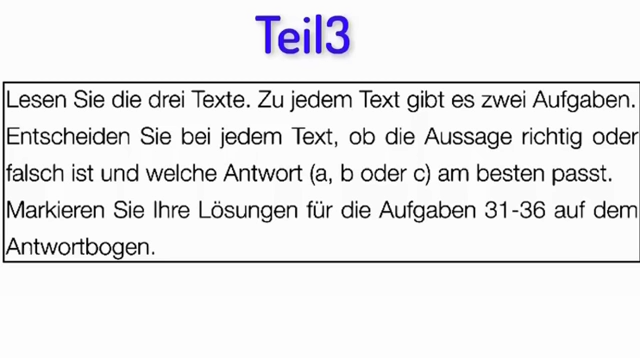 Teil3
Lesen Sie die drei Texte. Zu jedem Text gibt es zwei Aufgaben.
Entscheiden Sie bei jedem Text, ob die Aussage richtig oder
falsch ist und welche Antwort (a, b oder c) am besten passt.
Markieren Sie Ihre Lösungen für die Aufgaben 31-36 auf dem
Antwortbogen.